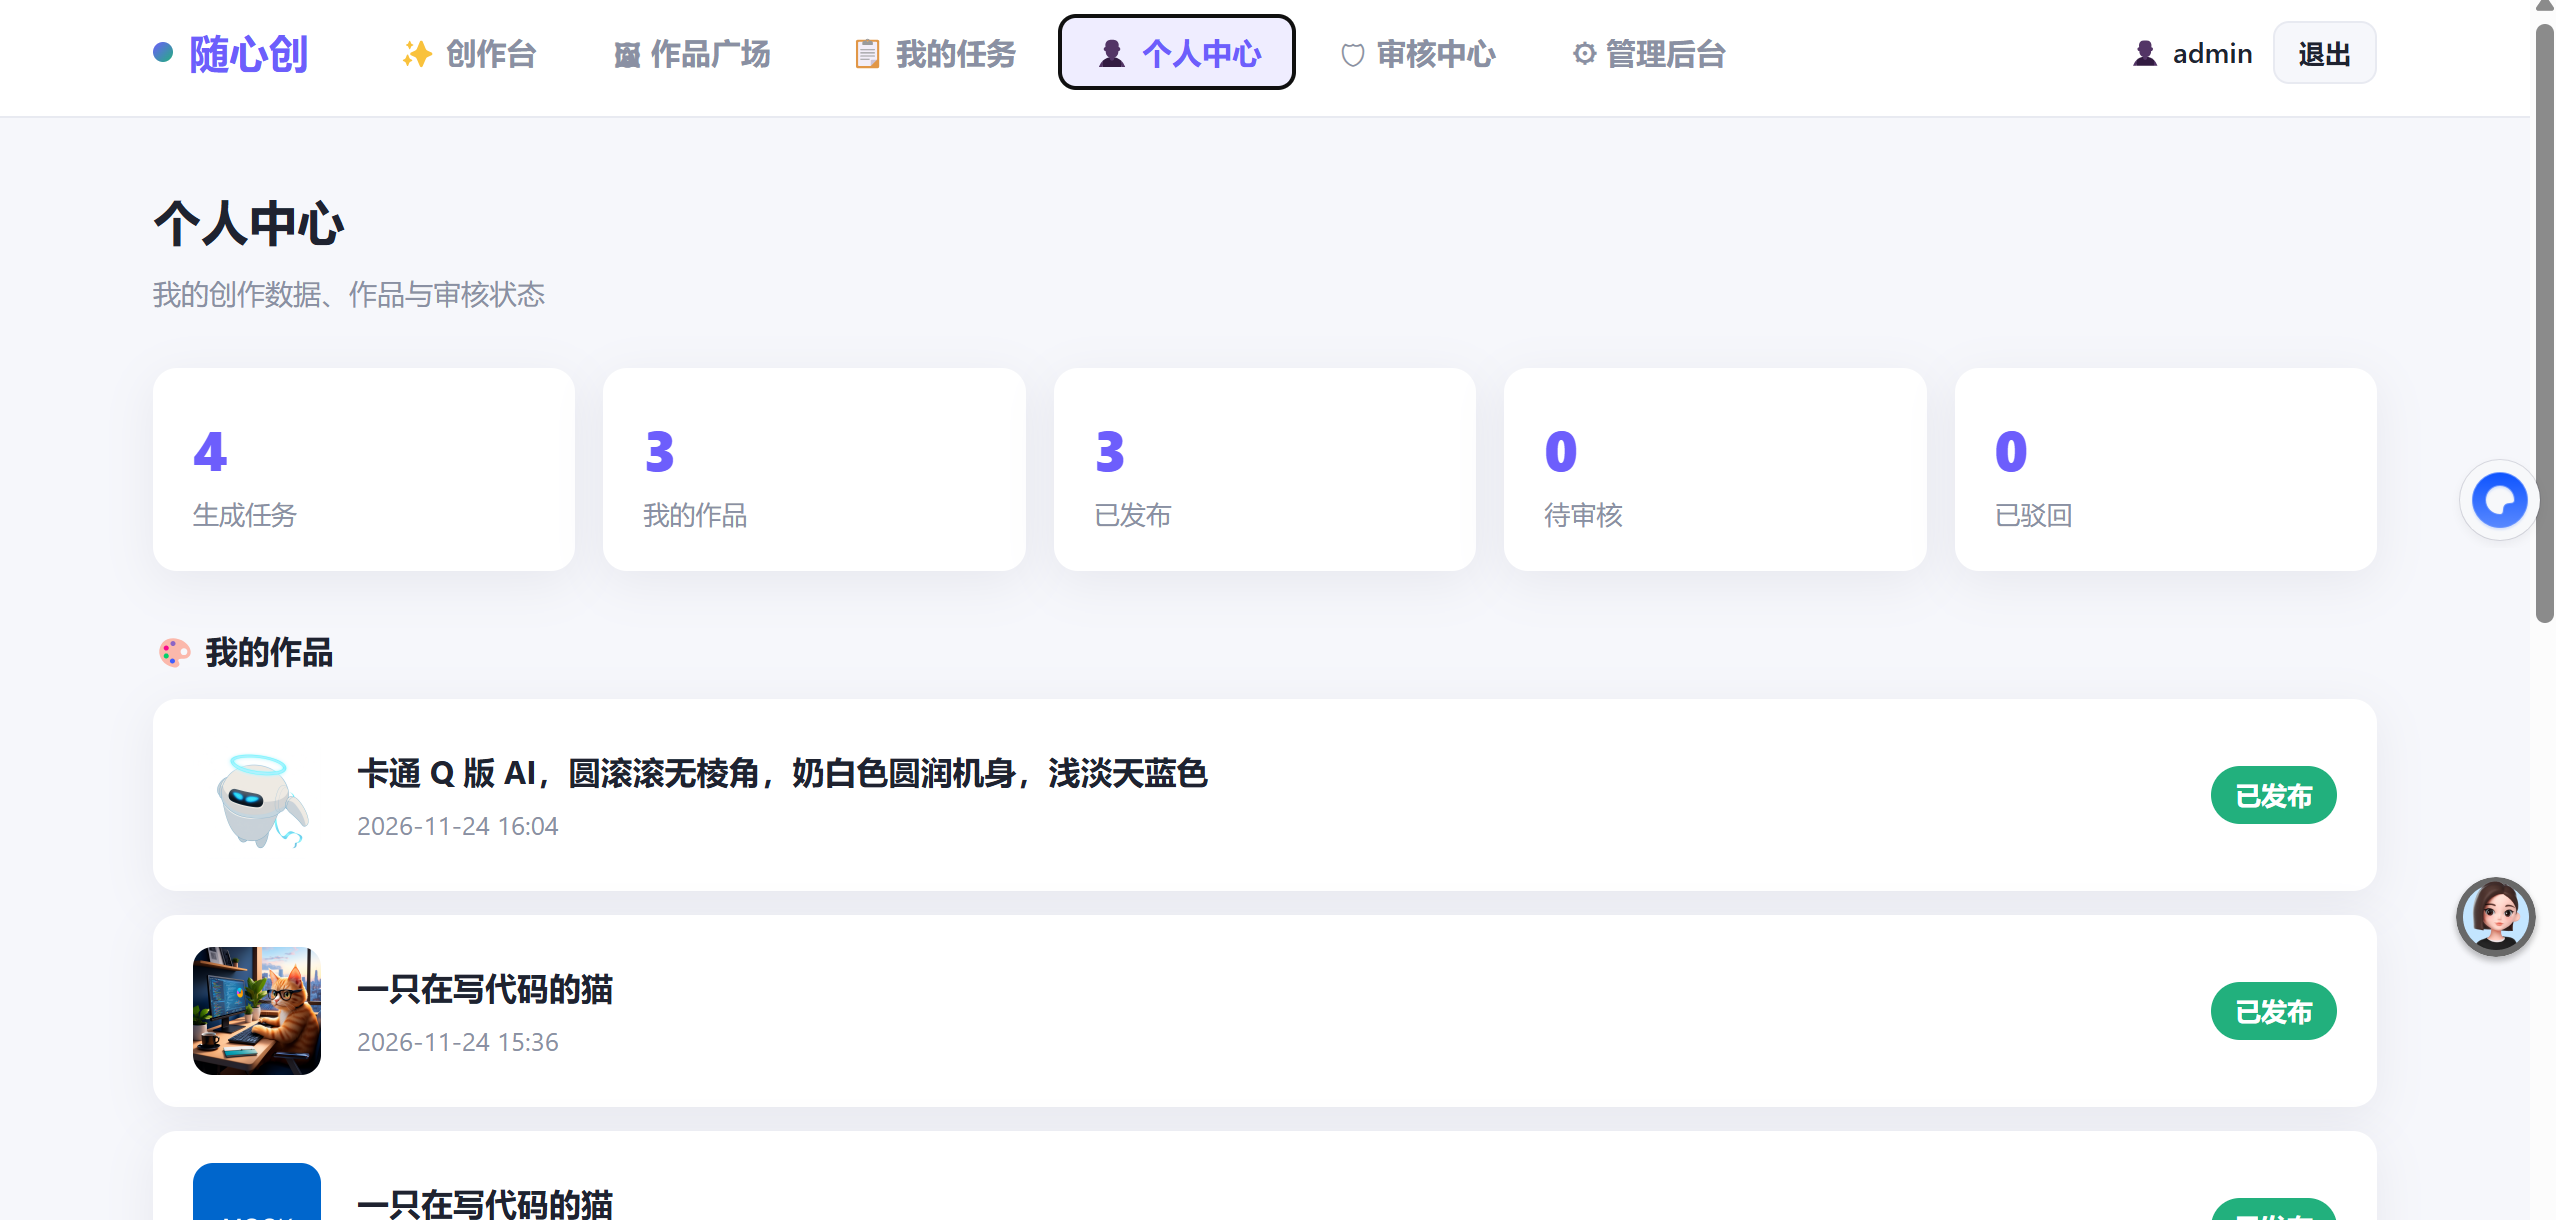 随心创
创作台
作品广场
我的任务
个人中心
审核中心
管理后台
admin
退出
个人中心
我的创作数据、作品与审核状态
4
生成任务
3
我的作品
3
已发布
0
待审核
0
已驳回
我的作品
卡通 Q 版 AI，圆滚滚无棱角，奶白色圆润机身，浅淡天蓝色
2026-11-24 16:04
已发布
一只在写代码的猫
2026-11-24 15:36
已发布
一只在写代码的猫
已发布